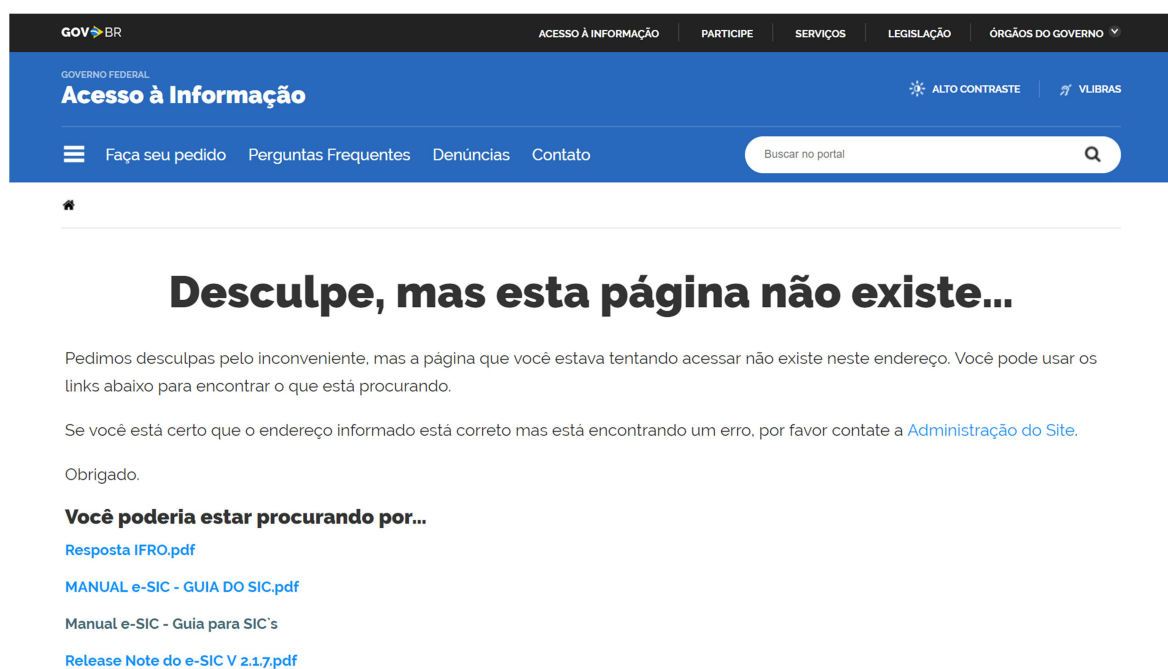 GOV BR
ACESSO À INFORMAÇÃO PARTICIPE SERVIÇOS LEGISLAÇÃO ÓRGÃOS DO GOVERNO
GOVERNO FEDERAL
Acesso à Informação
ALTO CONTRASTE VLIBRAS
Faça seu pedido Perguntas Frequentes Denúncias Contato
Buscar no portal
Desculpe, mas esta página não existe...
Pedimos desculpas pelo inconveniente, mas a página que você estava tentando acessar não existe neste endereço. Você pode usar os
links abaixo para encontrar o que está procurando.
Se você está certo que o endereço informado está correto mas está encontrando um erro, por favor contate a Administração do Site.
Obrigado.
Você poderia estar procurando por...
Resposta IFRO.pdf
MANUAL e-SIC - GUIA DO SIC.pdf
Manual e-SIC - Guia para SIC`s
Release Note do e-SIC V 2.1.7.pdf